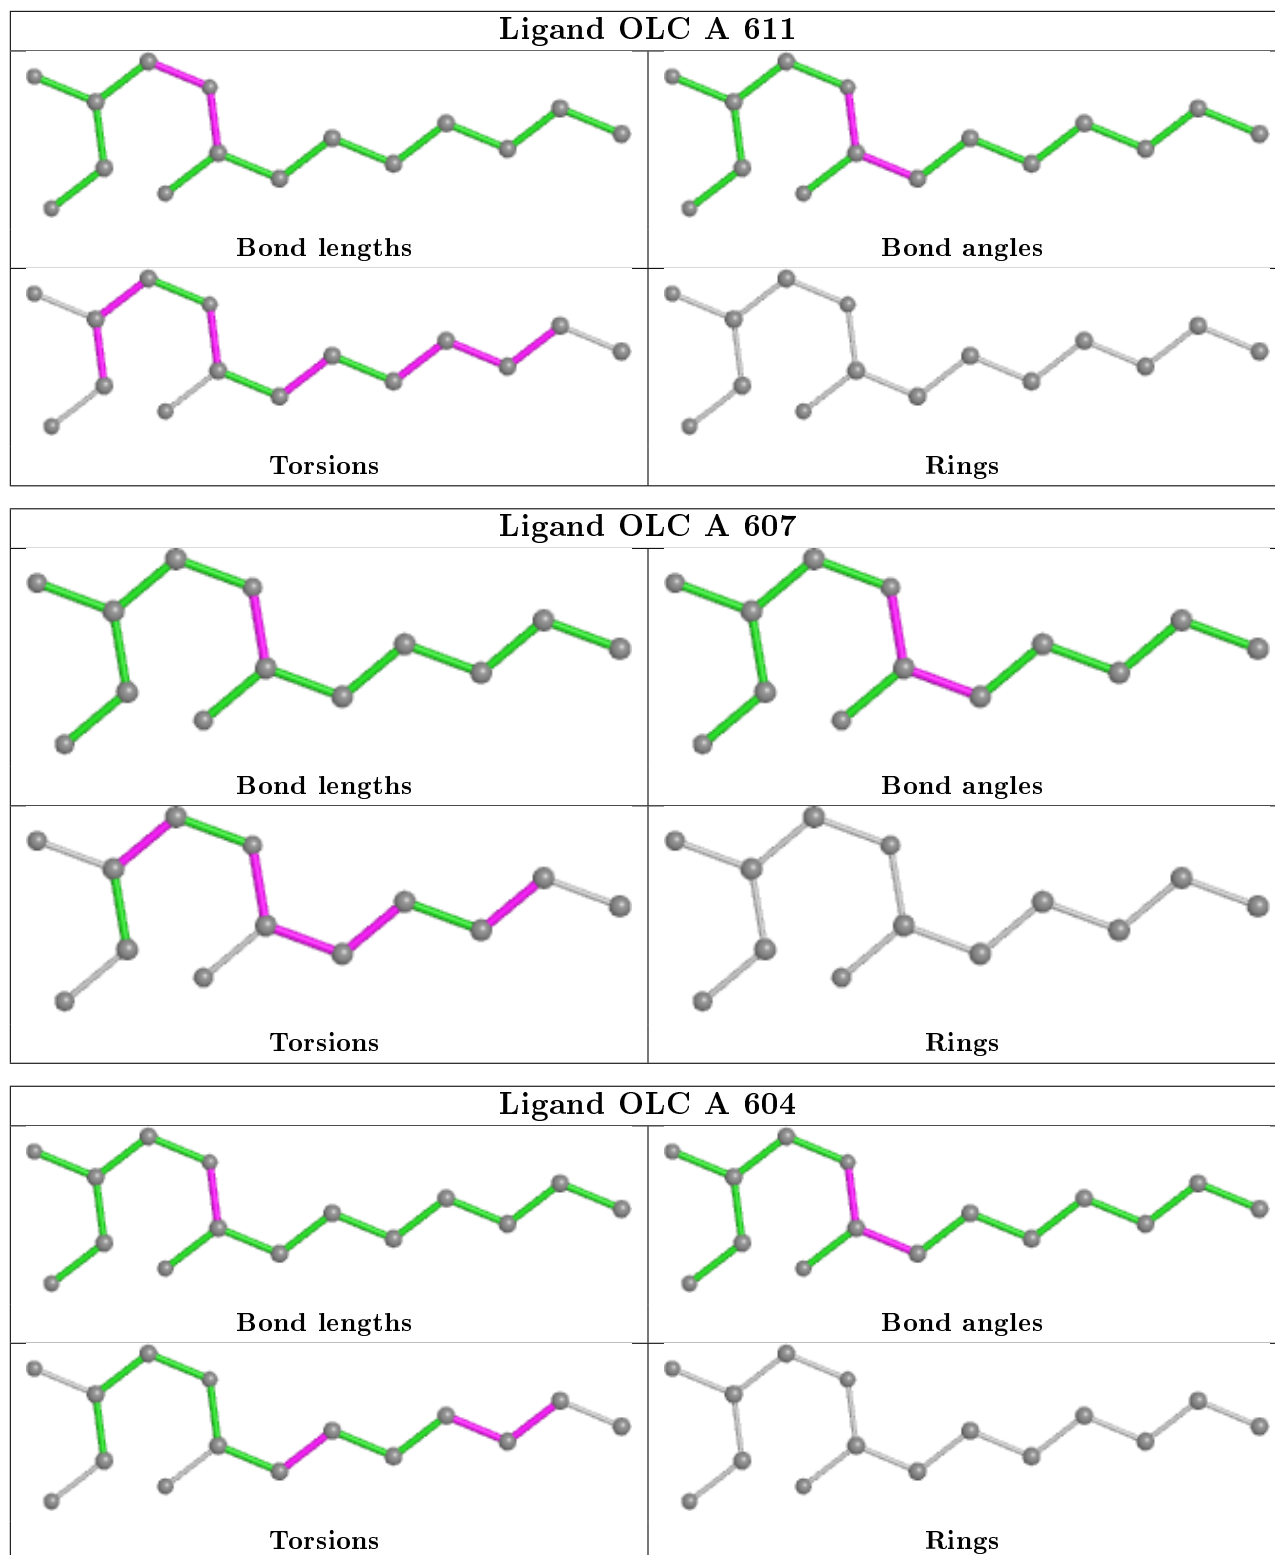 Ligand OLC A 611
Bond lengths
Bond angles
Torsions
Rings
Ligand OLC A 607
Bond lengths
Bond angles
Torsions
Rings
Ligand OLC A 604
Bond lengths
Bond angles
Torsions
Rings